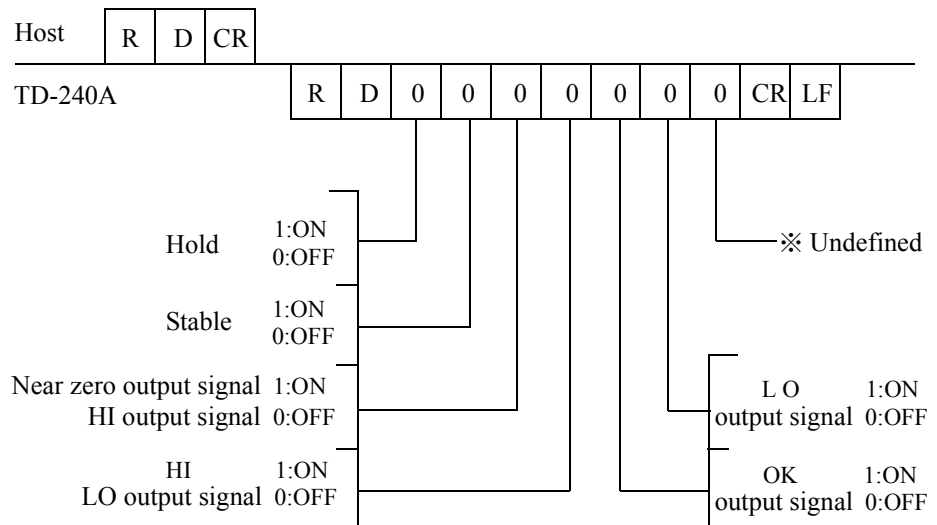 Host R D CR
TD-240A R D 0 0 0 0 0 0 0 CR LF
Hold 1:ON
0:OFF
※ Undefined
Stable 1:ON
0:OFF
Near zero output signal 1:ON
HI output signal 0:OFF
L O 1:ON
output signal 0:OFF
HI 1:ON
LO output signal 0:OFF
OK 1:ON
output signal 0:OFF